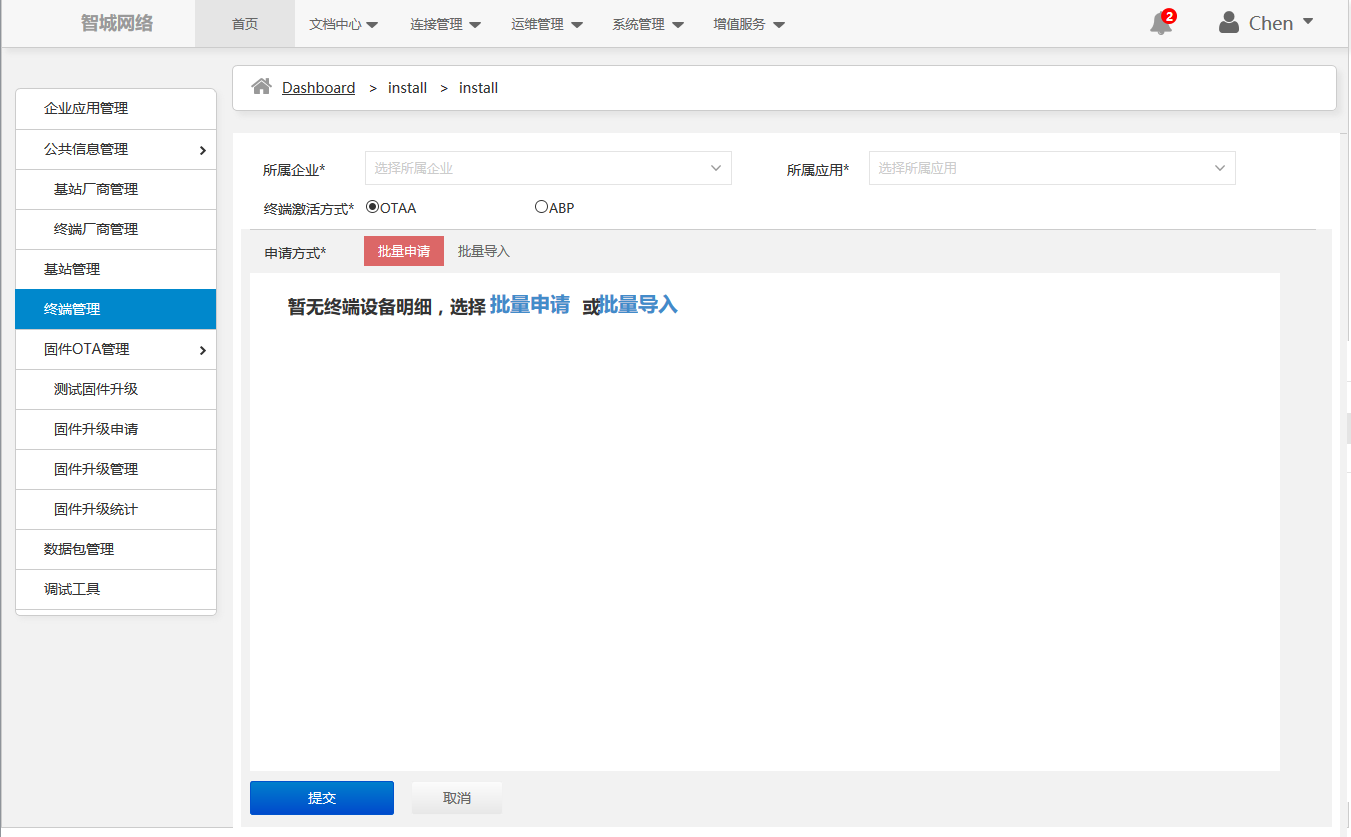 智城网络 首页 文档中心 连接管理 运维管理 系统管理 增值服务 2 Chen
Dashboard > install > install
企业应用管理
公共信息管理
基站厂商管理
终端厂商管理
基站管理
终端管理
固件OTA管理
测试固件升级
固件升级申请
固件升级管理
固件升级统计
数据包管理
调试工具
所属企业* 选择所属企业 所属应用* 选择所属应用
终端激活方式* OTAA ABP
申请方式* 批量申请 批量导入
暂无终端设备明细，选择 批量申请 或批量导入
提交 取消